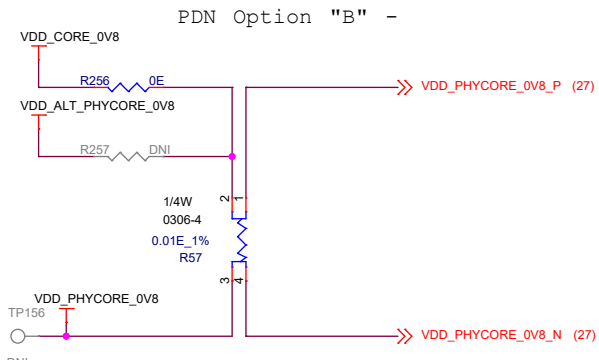 PDN Option "B" -
VDD_CORE_0V8
R256 0E
VDD_PHYCORE_0V8_P (27)
VDD_ALT_PHYCORE_0V8
R257 DNI
1/4W
2 1
0306-4
0.01E_1%
R57
3 4
VDD_PHYCORE_0V8
TP156
VDD_PHYCORE_0V8_N (27)